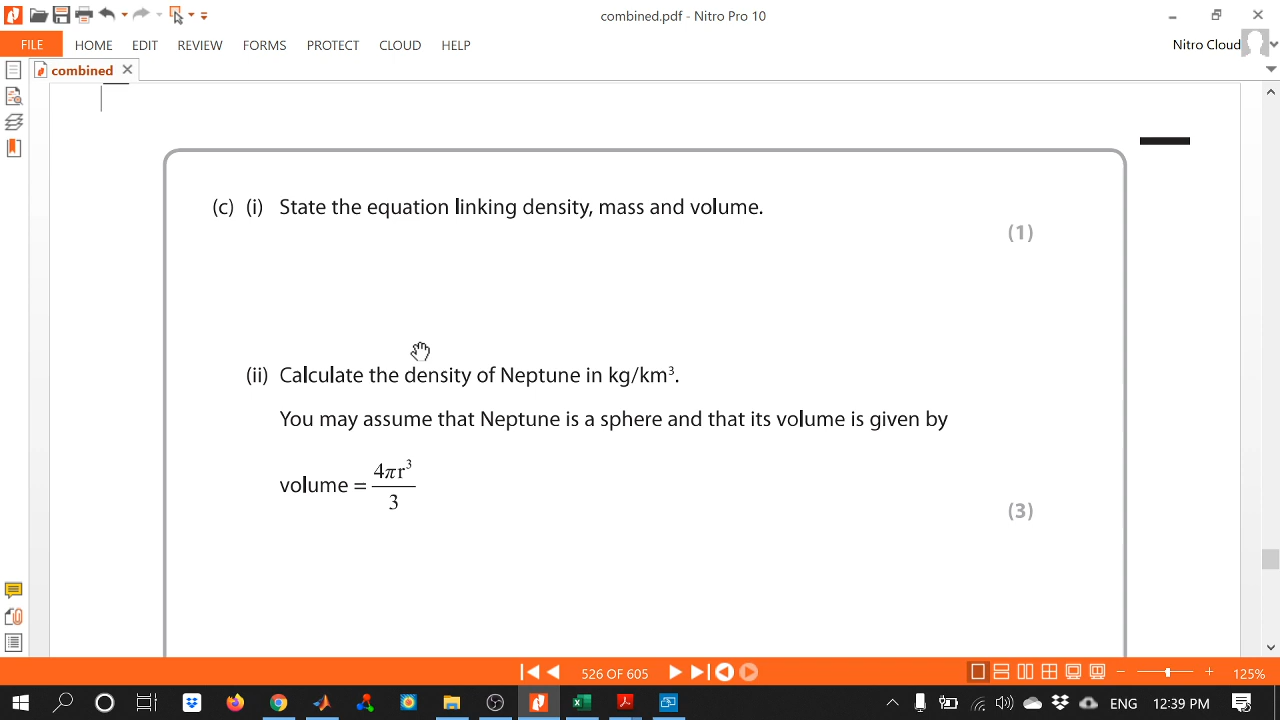 combined.pdf - Nitro Pro 10
FILE HOME EDIT REVIEW FORMS PROTECT CLOUD HELP
Nitro Cloud
combined
(c) (i) State the equation linking density, mass and volume.
(1)
(ii) Calculate the density of Neptune in kg/km³.
You may assume that Neptune is a sphere and that its volume is given by
volume = 4πr³/3
(3)
526 OF 605
125%
ENG 12:39 PM